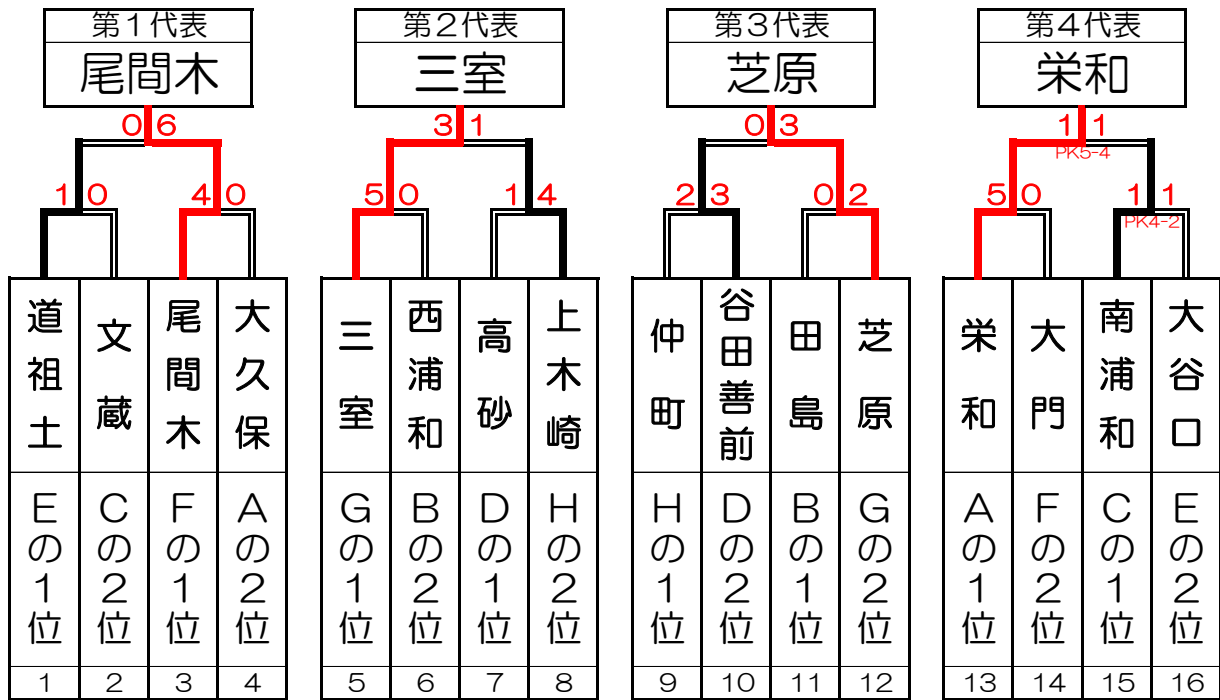 第1代表
尾間木
第2代表
三室
第3代表
芝原
第4代表
栄和
0 6
3 1
0 3
1 1
PK5-4
1 0
4 0
5 0
1 4
2 3
0 2
5 0
1 1
PK4-2
道祖土
文蔵
尾間木
大久保
三室
西浦和
高砂
上木崎
仲町
谷田善前
田島
芝原
栄和
大門
南浦和
大谷口
Eの1位
Cの2位
Fの1位
Aの2位
Gの1位
Bの2位
Dの1位
Hの2位
Hの1位
Dの2位
Bの1位
Gの2位
Aの1位
Fの2位
Cの1位
Eの2位
1
2
3
4
5
6
7
8
9
10
11
12
13
14
15
16